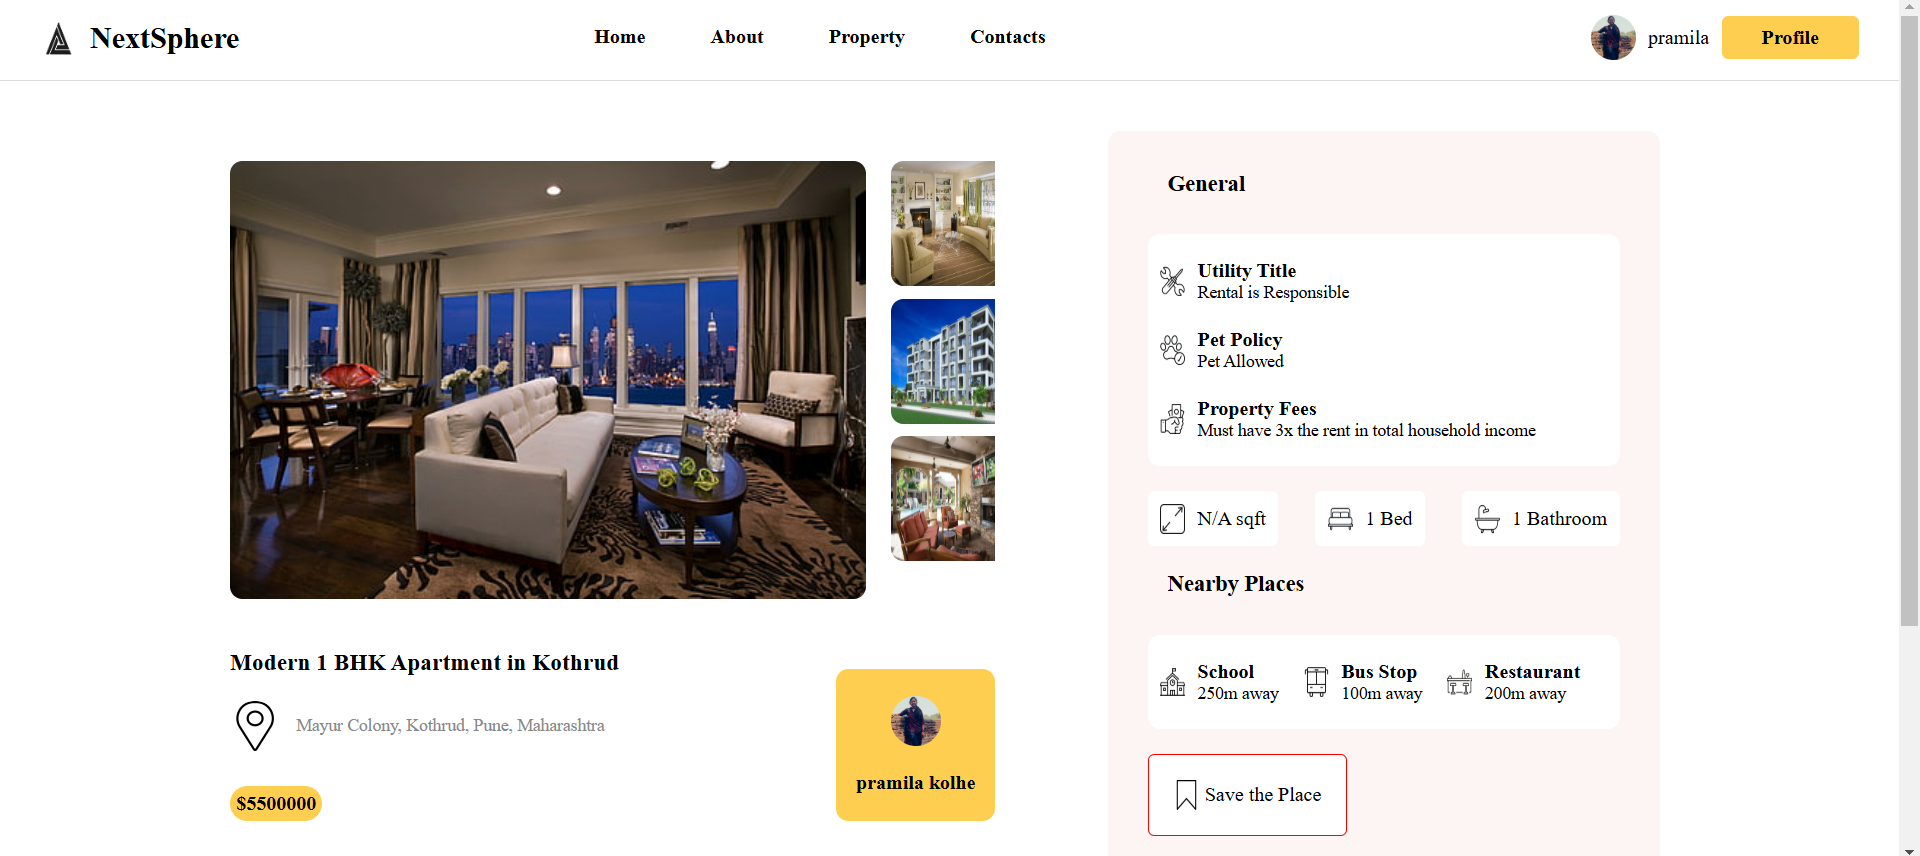 NextSphere
Home
About
Property
Contacts
pramila
Profile
Modern 1 BHK Apartment in Kothrud
Mayur Colony, Kothrud, Pune, Maharashtra
$5500000
pramila kolhe
General
Utility Title
Rental is Responsible
Pet Policy
Pet Allowed
Property Fees
Must have 3x the rent in total household income
N/A sqft
1 Bed
1 Bathroom
Nearby Places
School
250m away
Bus Stop
100m away
Restaurant
200m away
Save the Place